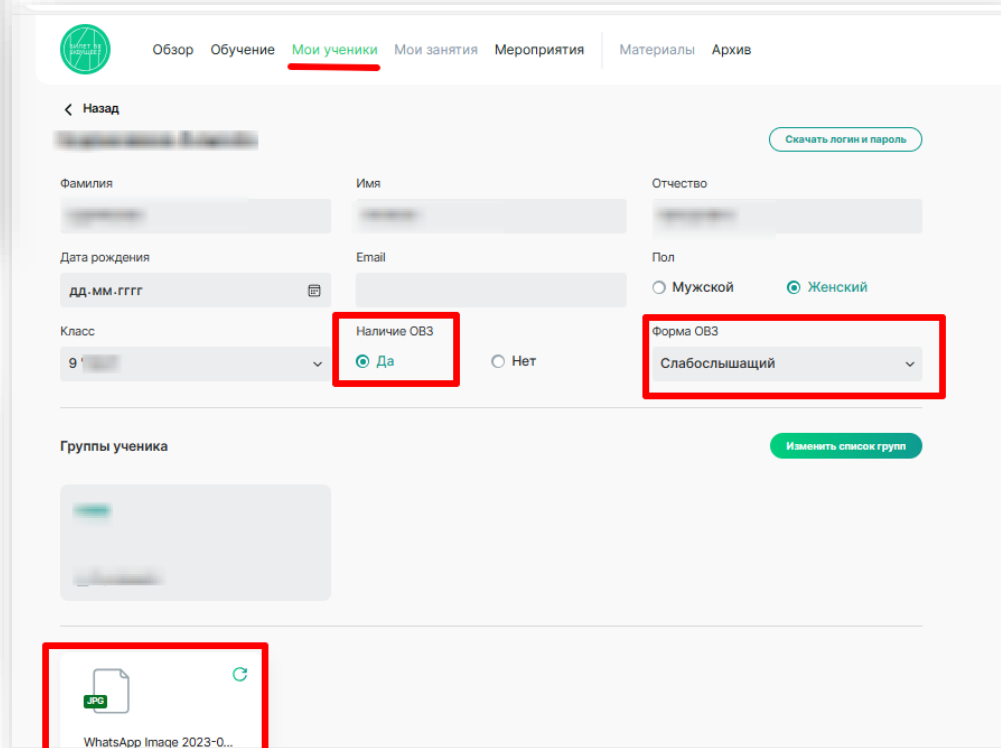 БИЛЕТ В БУДУЩЕЕ
Обзор Обучение Мои ученики Мои занятия Мероприятия Материалы Архив
Назад
Скачать логин и пароль
Фамилия Имя Отчество
Дата рождения Email Пол
дд.мм.гггг Мужской Женский
Класс Наличие ОВЗ Форма ОВЗ
9 Да Нет Слабослышащий
Группы ученика Изменить список групп
JPG
WhatsApp Image 2023-0...